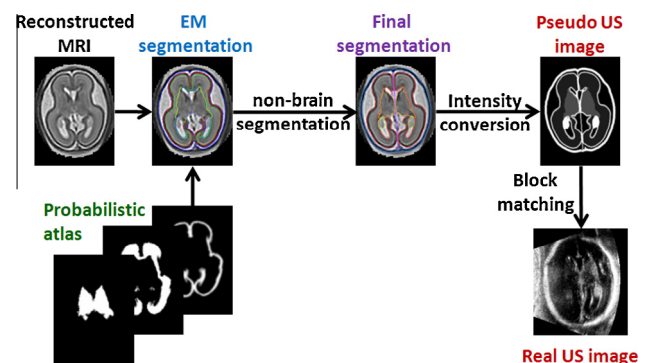 Reconstructed
MRI
EM
segmentation
Final
segmentation
Pseudo US
image
non-brain
segmentation
Intensity
conversion
Block
matching
Probabilistic
atlas
Real US image